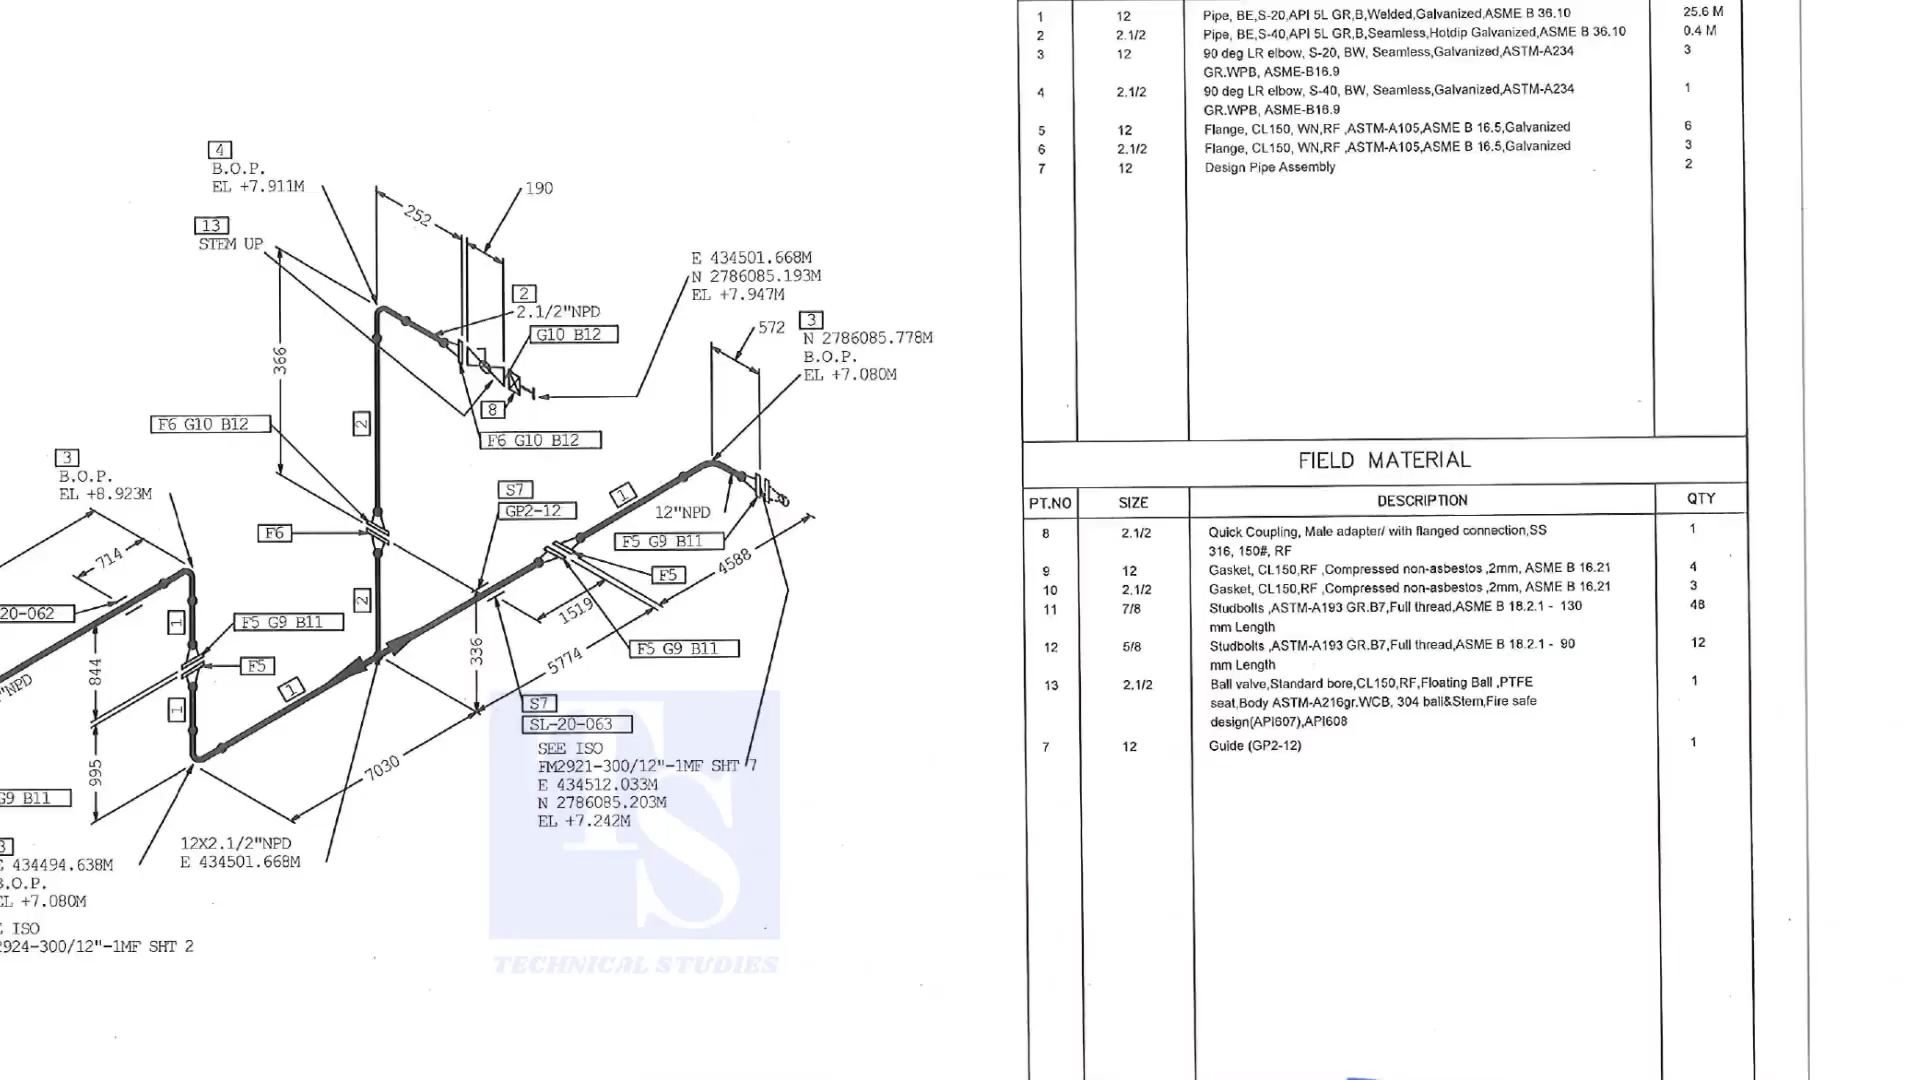 4
B.O.P.
EL +7.911M
13
STEM UP
252
190
E 434501.668M
N 2786085.193M
EL +7.947M
2
2.1/2"NPD
G10 B12
572
3
N 2786085.778M
B.O.P.
EL +7.080M
366
8
F6 G10 B12
2
F6 G10 B12
3
B.O.P.
EL +8.923M
S7
GP2-12
1
12"NPD
F6
F5 G9 B11
714
F5
4588
20-062
2
1519
1
F5 G9 B11
336
F5 G9 B11
5774
F5
844
"NPD
1
1
S7
SL-20-063
SEE ISO
FM2921-300/12"-1MF SHT 7
E 434512.033M
N 2786085.203M
EL +7.242M
7030
995
G9 B11
12X2.1/2"NPD
E 434501.668M
3
E 434494.638M
B.O.P.
EL +7.080M
E ISO
2924-300/12"-1MF SHT 2
TS
TECHNICAL STUDIES
1 12 Pipe, BE,S-20,API 5L GR,B,Welded,Galvanized,ASME B 36.10 25.6 M
2 2.1/2 Pipe, BE,S-40,API 5L GR,B,Seamless,Hotdip Galvanized,ASME B 36.10 0.4 M
3 12 90 deg LR elbow, S-20, BW, Seamless,Galvanized,ASTM-A234 3
GR.WPB, ASME-B16.9
4 2.1/2 90 deg LR elbow, S-40, BW, Seamless,Galvanized,ASTM-A234 1
GR.WPB, ASME-B16.9
5 12 Flange, CL150, WN,RF ,ASTM-A105,ASME B 16.5,Galvanized 6
6 2.1/2 Flange, CL150, WN,RF ,ASTM-A105,ASME B 16.5,Galvanized 3
7 12 Design Pipe Assembly 2
FIELD MATERIAL
PT.NO SIZE DESCRIPTION QTY
8 2.1/2 Quick Coupling, Male adapter/ with flanged connection,SS 1
316, 150#, RF
9 12 Gasket, CL150,RF ,Compressed non-asbestos ,2mm, ASME B 16.21 4
10 2.1/2 Gasket, CL150,RF ,Compressed non-asbestos ,2mm, ASME B 16.21 3
11 7/8 Studbolts ,ASTM-A193 GR.B7,Full thread,ASME B 18.2.1 - 130 48
mm Length
12 5/8 Studbolts ,ASTM-A193 GR.B7,Full thread,ASME B 18.2.1 - 90 12
mm Length
13 2.1/2 Ball valve,Standard bore,CL150,RF,Floating Ball ,PTFE 1
seat,Body ASTM-A216gr.WCB, 304 ball&Stem,Fire safe
design(API607),API608
7 12 Guide (GP2-12) 1